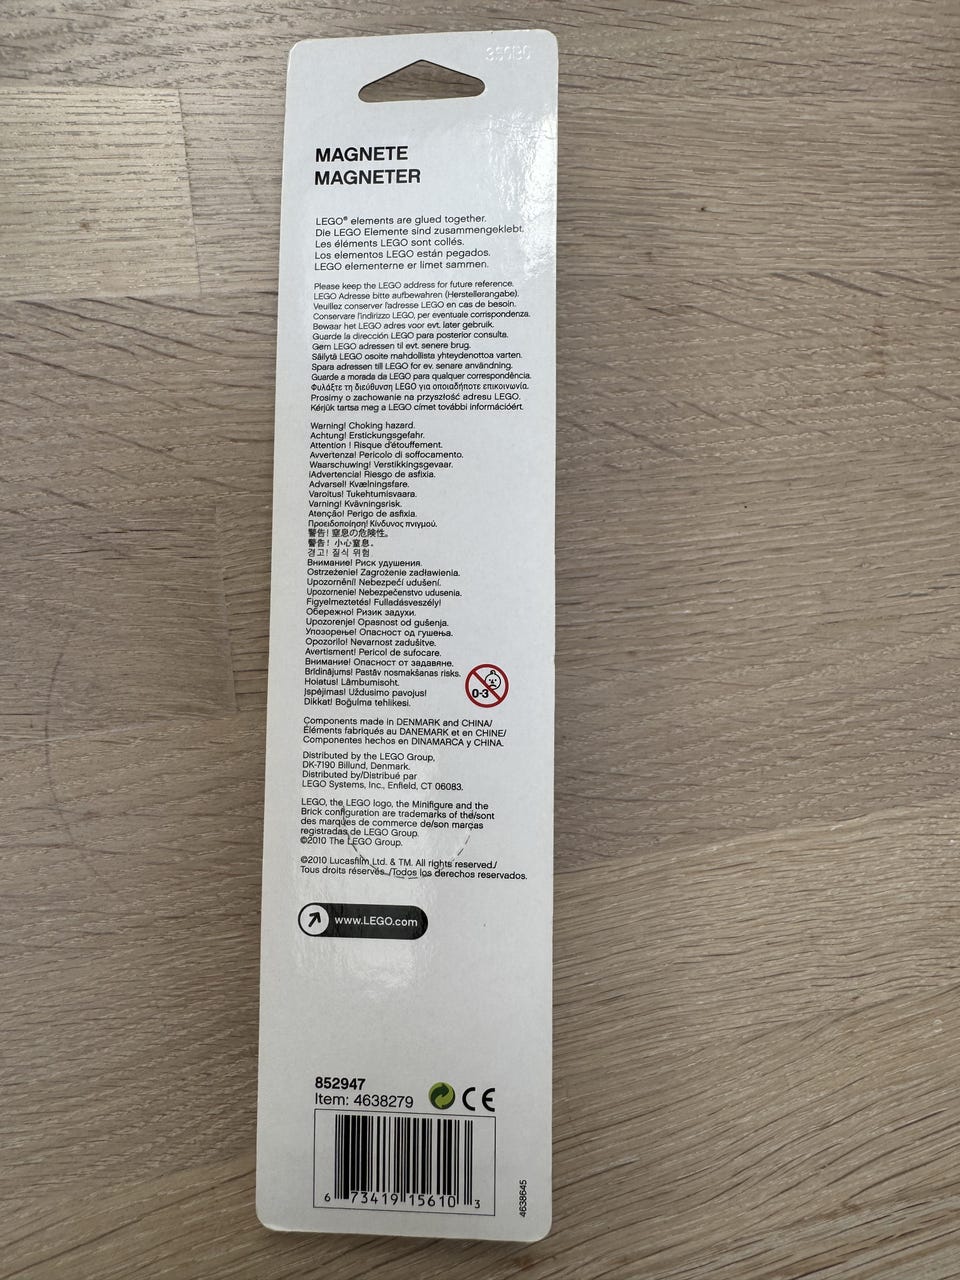 35080
MAGNETE
MAGNETER
LEGO® elements are glued together.
Die LEGO Elemente sind zusammengeklebt.
Les éléments LEGO sont collés.
Los elementos LEGO están pegados.
LEGO elementerne er limet sammen.
Please keep the LEGO address for future reference.
LEGO Adresse bitte aufbewahren (Herstellerangabe).
Veuillez conserver l'adresse LEGO en cas de besoin.
Conservare l'indirizzo LEGO, per eventuale corrispondenza.
Bewaar het LEGO adres voor evt. later gebruik.
Guarde la dirección LEGO para posterior consulta.
Gem LEGO adressen til evt. senere brug.
Säilytä LEGO osoite mahdollista yhteydenottoa varten.
Spara adressen till LEGO for ev. senare användning.
Guarde a morada da LEGO para qualquer correspondência.
Φυλάξτε τη διεύθυνση LEGO για οποιαδήποτε επικοινωνία.
Prosimy o zachowanie na przyszłość adresu LEGO.
Kérjük tartsa meg a LEGO címet további információért.
Warning! Choking hazard.
Achtung! Erstickungsgefahr.
Attention ! Risque d'étouffement.
Avvertenza! Pericolo di soffocamento.
Waarschuwing! Verstikkingsgevaar.
¡Advertencia! Riesgo de asfixia.
Advarsel! Kvælningsfare.
Varoitus! Tukehtumisvaara.
Varning! Kvävningsrisk.
Atenção! Perigo de asfixia.
Προειδοποίηση! Κίνδυνος πνιγμού.
警告! 窒息の危険性。
警告! 小心窒息。
경고! 질식 위험
Внимание! Риск удушения.
Ostrzeżenie! Zagrożenie zadławienia.
Upozornění! Nebezpečí udušení.
Upozornenie! Nebezpečenstvo udusenia.
Figyelmeztetés! Fulladásveszély!
Обережно! Ризик задухи.
Upozorenje! Opasnost od gušenja.
Упозорење! Опасност од гушења.
Opozorilo! Nevarnost zadušitve.
Avertisment! Pericol de sufocare.
Внимание! Опасност от задавяне.
Brīdinājums! Pastāv nosmakšanas risks.
Hoiatus! Lämbumisoht.
Įspėjimas! Uždusimo pavojus!
Dikkat! Boğulma tehlikesi.
0-3
Components made in DENMARK and CHINA/
Éléments fabriqués au DANEMARK et en CHINE/
Componentes hechos en DINAMARCA y CHINA.
Distributed by the LEGO Group,
DK-7190 Billund, Denmark.
Distributed by/Distribué par
LEGO Systems, Inc., Enfield, CT 06083.
LEGO, the LEGO logo, the Minifigure and the
Brick configuration are trademarks of the/sont
des marques de commerce de/son marcas
registradas de LEGO Group.
©2010 The LEGO Group.
©2010 Lucasfilm Ltd. & TM. All rights reserved./
Tous droits réservés./Todos los derechos reservados.
www.LEGO.com
852947
Item: 4638279
CE
6 73419 15610 3
4638645